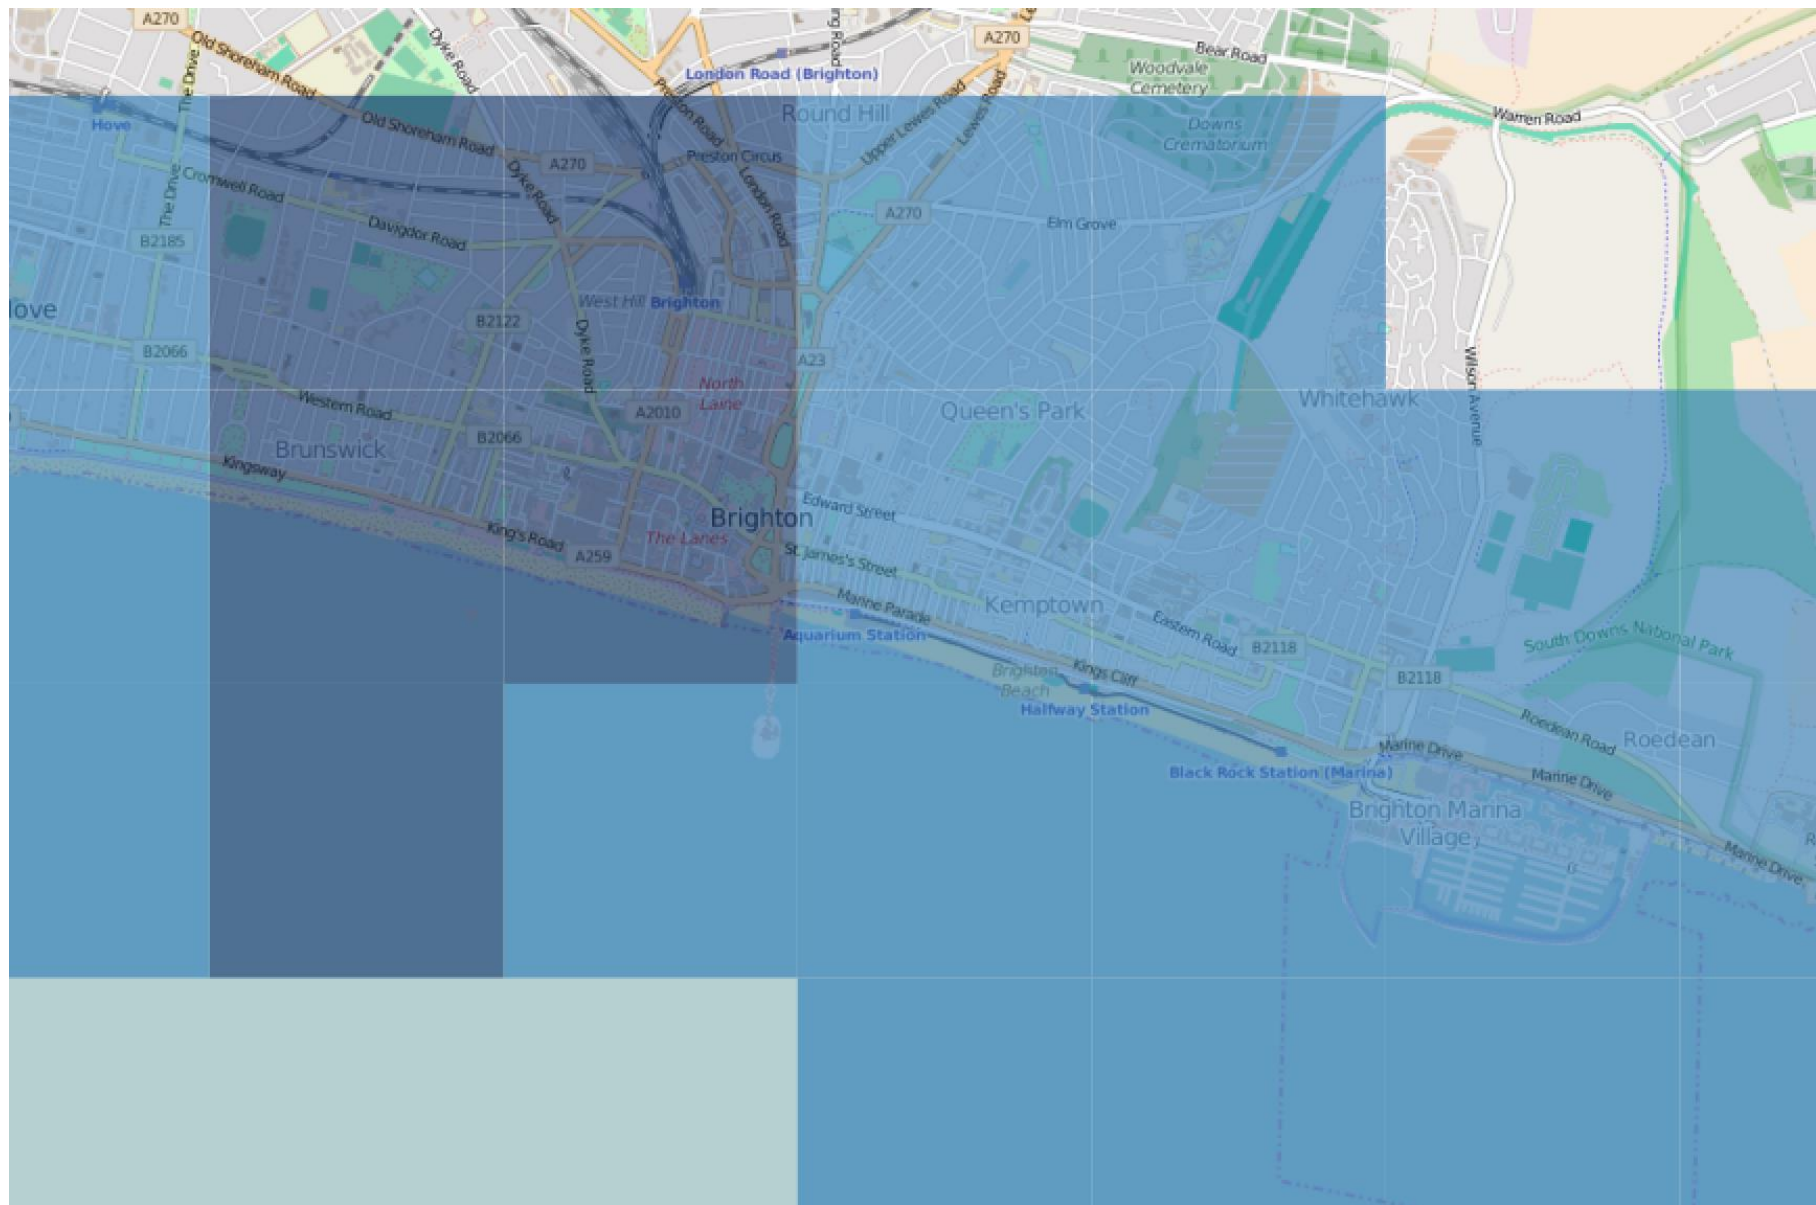 A270
Old Shoreham Road
The Drive
Dyke Road
London Road (Brighton)
A270
Bear Road
Woodvale
Cemetery
Hove
Old Shoreham Road
Preston Road
Round Hill
Upper Lewes Road
Lewes Road
Downs
Crematorium
Warren Road
Cromwell Road
The Drive
Dyke Road
A270
Preston Circus
London Road
Davigdor Road
B2185
A270
Elm Grove
West Hill
Brighton
B2122
Dyke Road
B2066
A23
North
Laine
Western Road
A2010
Queen's Park
Whitehawk
Wilson Avenue
Brunswick
B2066
Kingsway
King's Road
A259
Brighton
The Lanes
Edward Street
St. James's Street
Marine Parade
Aquarium Station
Kemptown
Eastern Road
B2118
South Downs National Park
Brighton
Beach
Kings Cliff
Halfway Station
B2118
Roedean Road
Roedean
Black Rock Station (Marina)
Marine Drive
Marine Drive
Brighton Marina
Village
Marine Drive